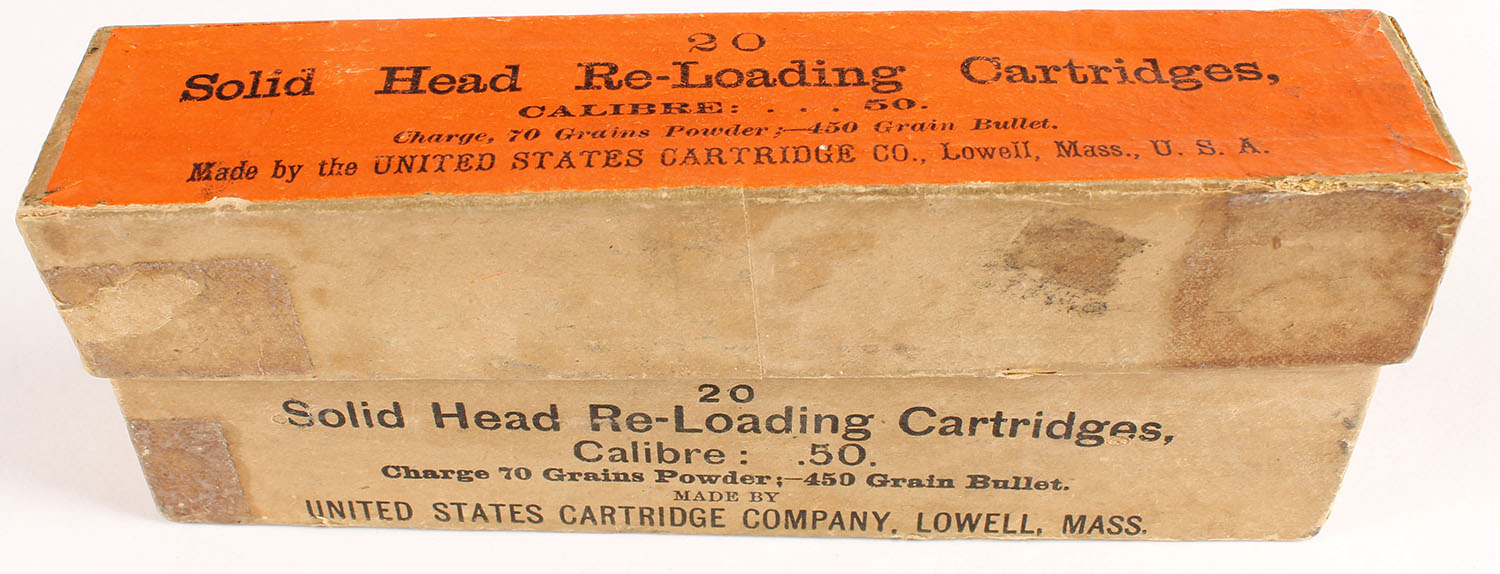 20
Solid Head Re-Loading Cartridges,
CALIBRE: . . . 50.
Charge, 70 Grains Powder;—450 Grain Bullet.
Made by the UNITED STATES CARTRIDGE CO., Lowell, Mass., U. S. A.
20
Solid Head Re-Loading Cartridges,
Calibre: .50.
Charge 70 Grains Powder;—450 Grain Bullet.
MADE BY
UNITED STATES CARTRIDGE COMPANY. LOWELL, MASS.